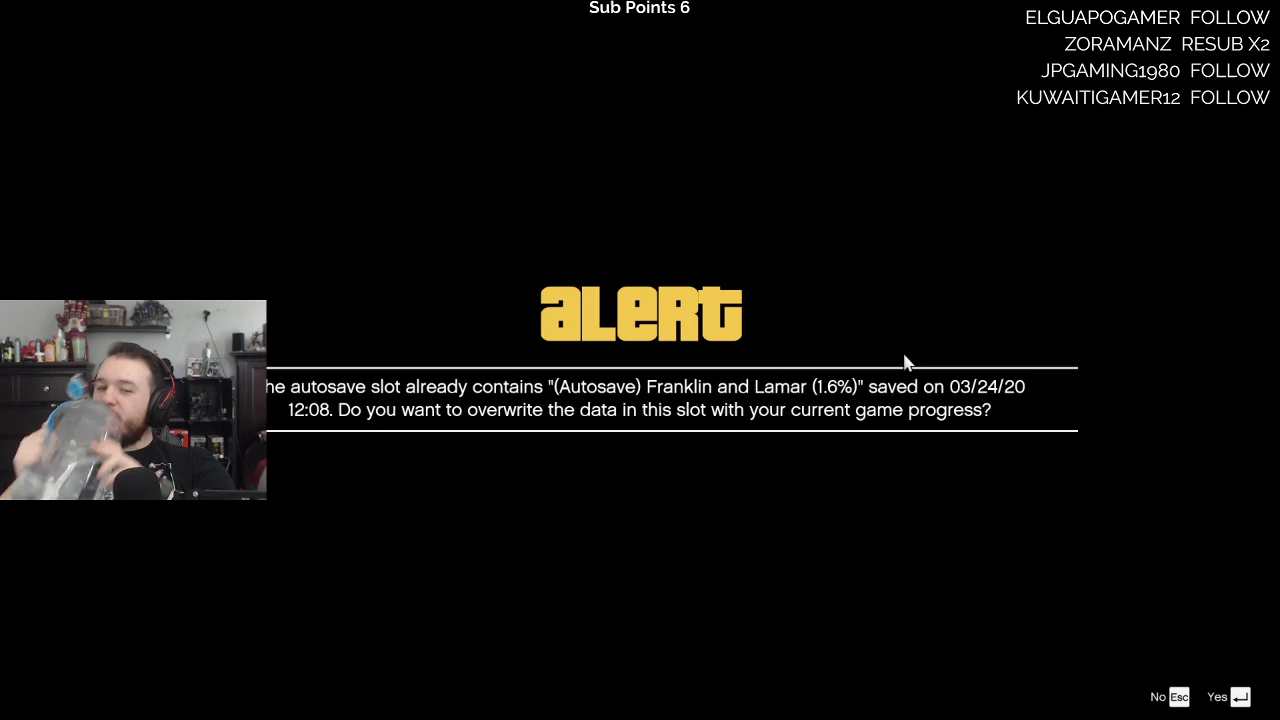 Sub Points 6
ELGUAPOGAMER FOLLOW
ZORAMANZ RESUB X2
JPGAMING1980 FOLLOW
KUWAITIGAMER12 FOLLOW
aLeRt
he autosave slot already contains "(Autosave) Franklin and Lamar (1.6%)" saved on 03/24/20
12:08. Do you want to overwrite the data in this slot with your current game progress?
No Esc Yes